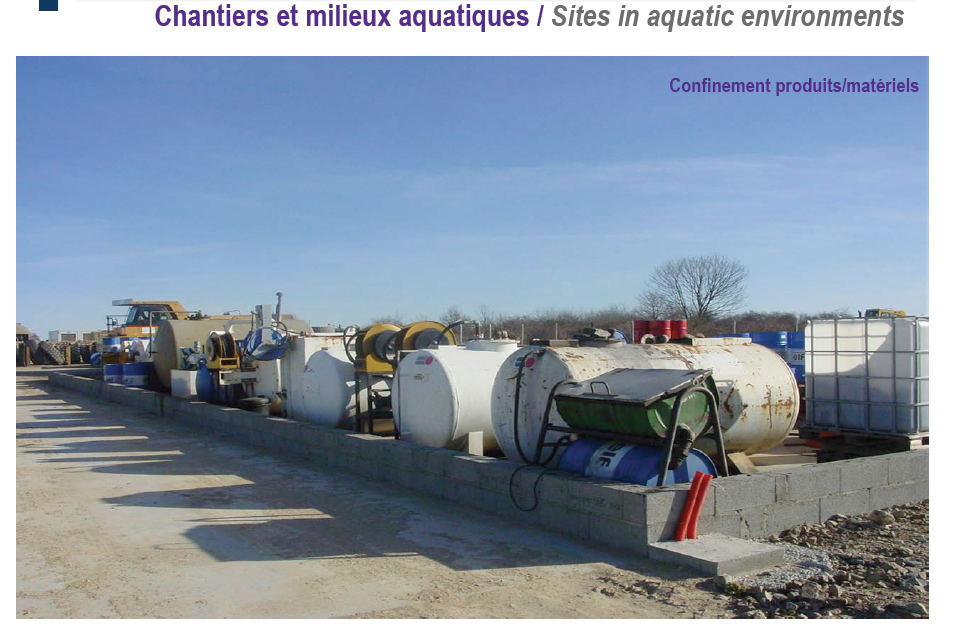 Chantiers et milieux aquatiques / Sites in aquatic environments
Confinement produits/matériels